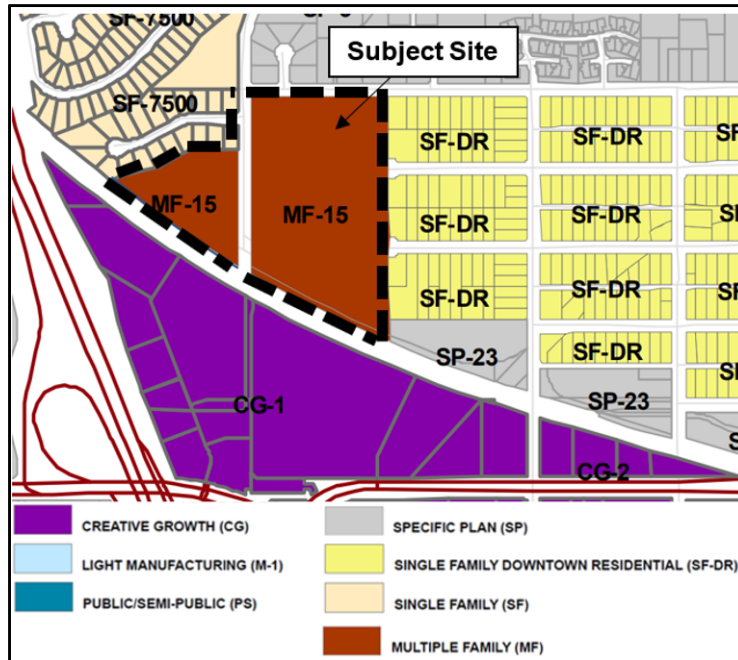 SF-7500
Subject Site
SF-7500
SF-DR
SF-DR
MF-15
MF-15
SF-DR
SF-DR
SF-DR
SF-DR
SF-DR
SP-23
SP-23
CG-1
CG-2
CREATIVE GROWTH (CG)
SPECIFIC PLAN (SP)
LIGHT MANUFACTURING (M-1)
SINGLE FAMILY DOWNTOWN RESIDENTIAL (SF-DR)
PUBLIC/SEMI-PUBLIC (PS)
SINGLE FAMILY (SF)
MULTIPLE FAMILY (MF)